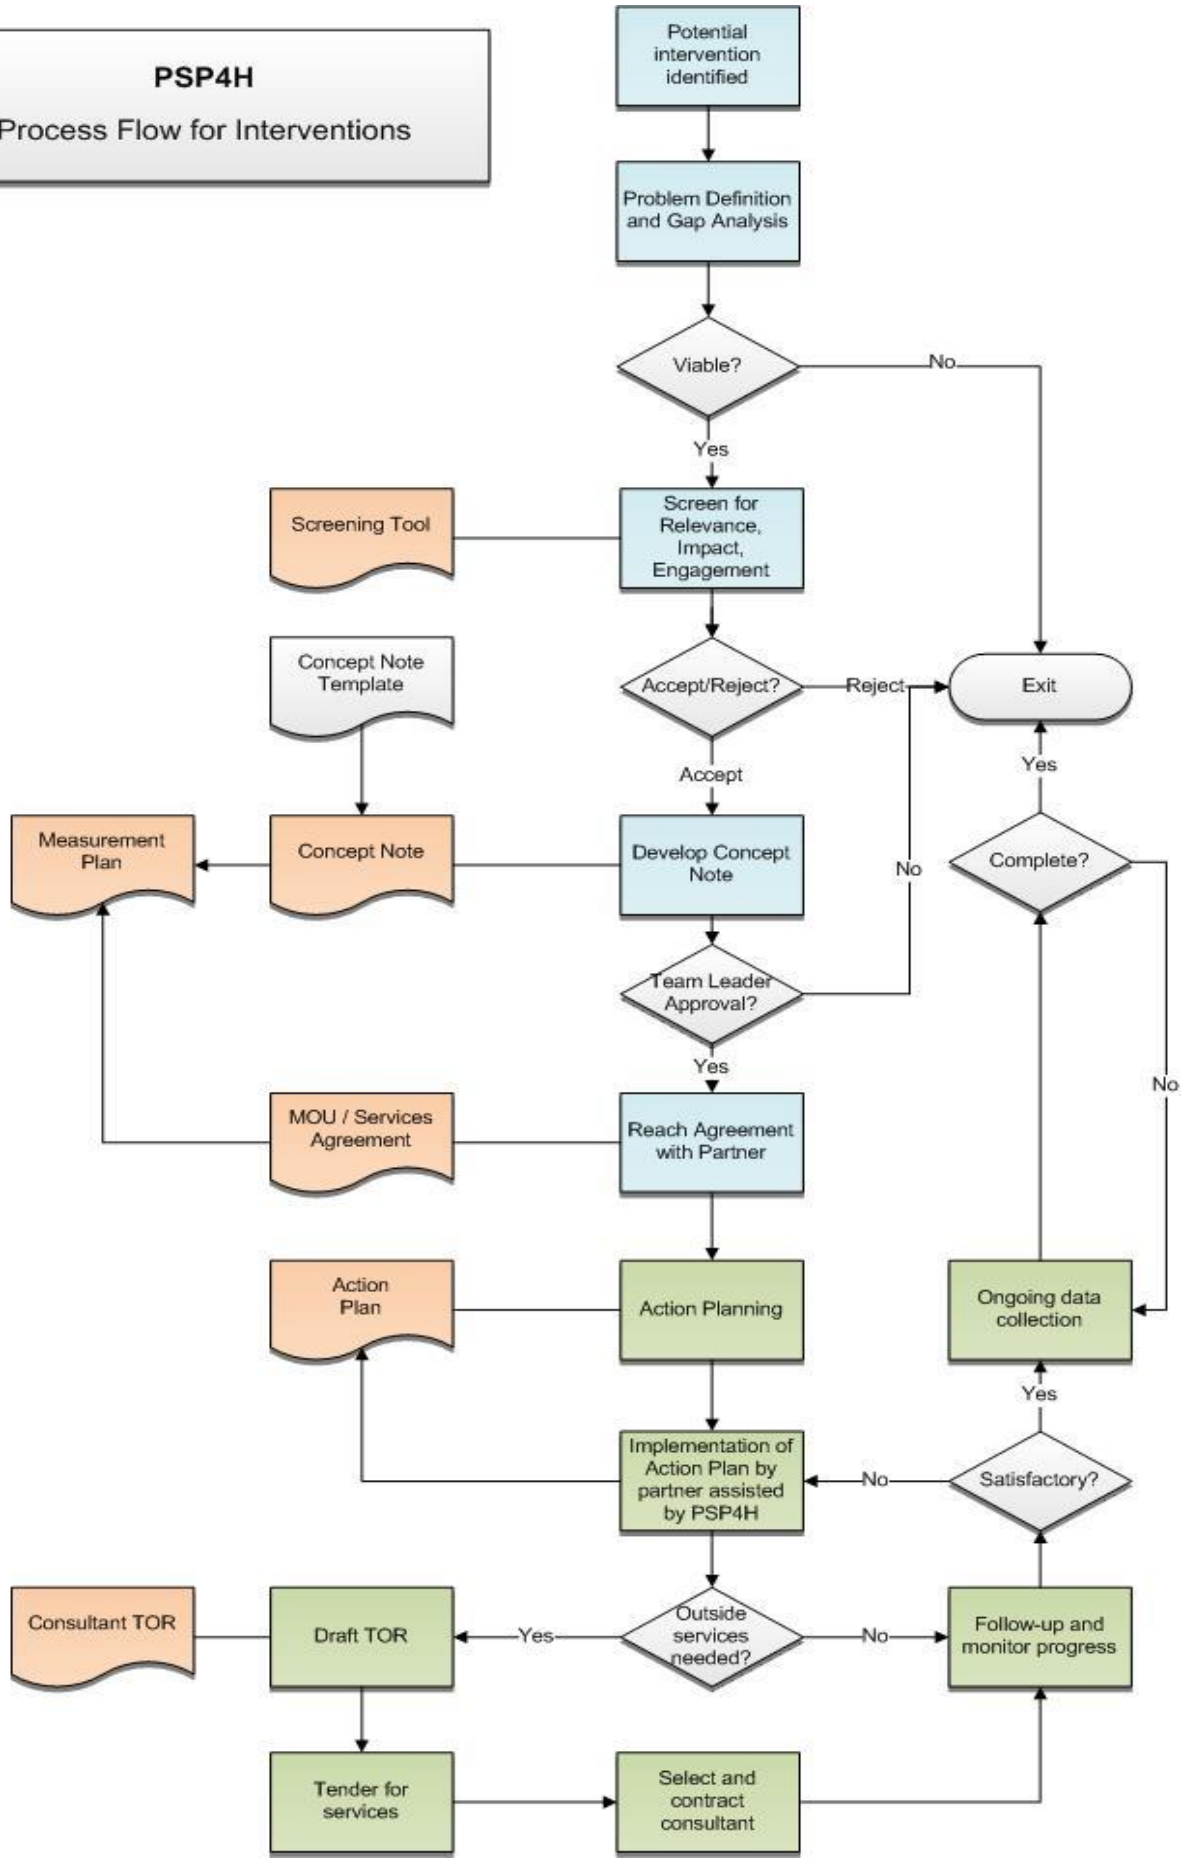 PSP4H
Process Flow for Interventions
Potential
intervention
identified
Problem Definition
and Gap Analysis
Viable?
No
Yes
Screening Tool
Screen for
Relevance,
Impact,
Engagement
Concept Note
Template
Accept/Reject?
Reject
Exit
Accept
Yes
Measurement
Plan
Concept Note
Develop Concept
Note
No
Complete?
Team Leader
Approval?
Yes
No
MOU / Services
Agreement
Reach Agreement
with Partner
Action
Plan
Action Planning
Ongoing data
collection
Yes
Implementation of
Action Plan by
partner assisted
by PSP4H
No
Satisfactory?
Consultant TOR
Draft TOR
Yes
Outside
services
needed?
No
Follow-up and
monitor progress
Tender for
services
Select and
contract
consultant